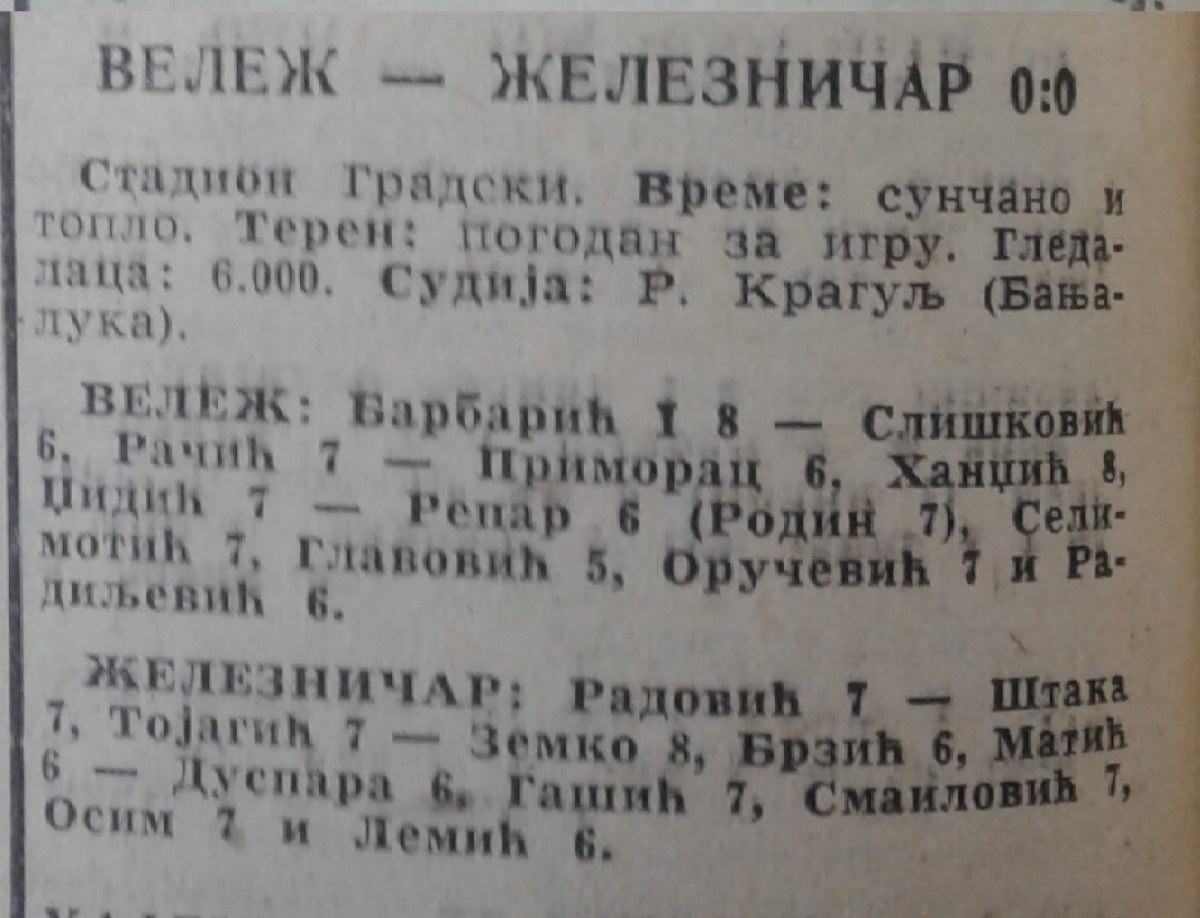 ВЕЛЕЖ — ЖЕЛЕЗНИЧАР 0:0
Стадион Градски. Време: сунчано и
топло. Терен: погодан за игру. Гледа-
лаца: 6.000. Судија: Р. Крагуљ (Бања-
лука).
ВЕЛЕЖ: Барбарић I 8 — Слишковић
6, Рачић 7 — Приморац 6, Ханџић 8,
Џидић 7 — Репар 6 (Родин 7), Сели-
мотић 7, Главовић 5, Оручевић 7 и Ра-
диљевић 6.
ЖЕЛЕЗНИЧАР: Радовић 7 — Штака
7, Тојагић 7 — Земко 8, Брзић 6, Матић
6 — Дуспара 6, Гашић 7, Смаиловић 7,
Осим 7 и Лемић 6.